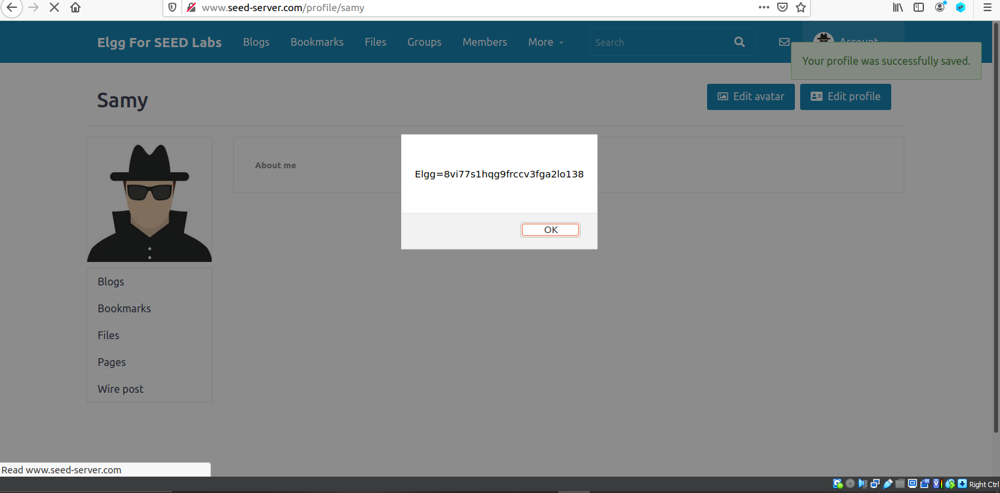 www.seed-server.com/profile/samy
Elgg For SEED Labs Blogs Bookmarks Files Groups Members More Search Account
Your profile was successfully saved.
Samy
Edit avatar Edit profile
About me
Elgg=8vi77s1hqg9frccv3fga2lo138
OK
Blogs
Bookmarks
Files
Pages
Wire post
Read www.seed-server.com
Right Ctrl